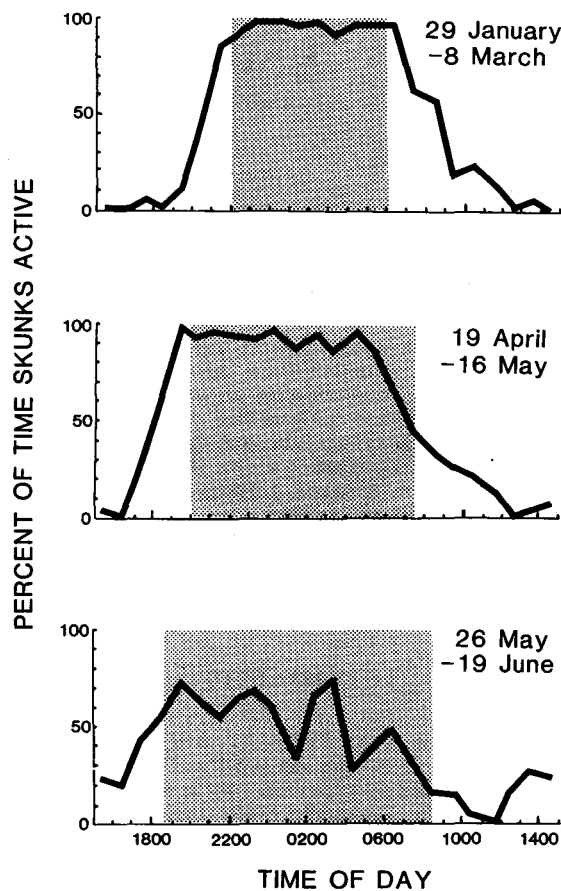 PERCENT OF TIME SKUNKS ACTIVE
100
50
0
29 January
-8 March
100
50
0
19 April
-16 May
100
50
0
26 May
-19 June
1800 2200 0200 0600 1000 1400
TIME OF DAY